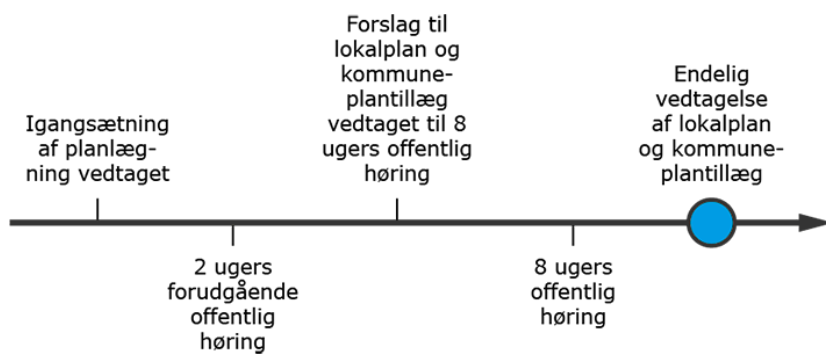 Igangsætning
af planlæg-
ning vedtaget
2 ugers
forudgående
offentlig
høring
Forslag til
lokalplan og
kommune-
plantillæg
vedtaget til 8
ugers offentlig
høring
8 ugers
offentlig
høring
Endelig
vedtagelse
af lokalplan
og kommune-
plantillæg